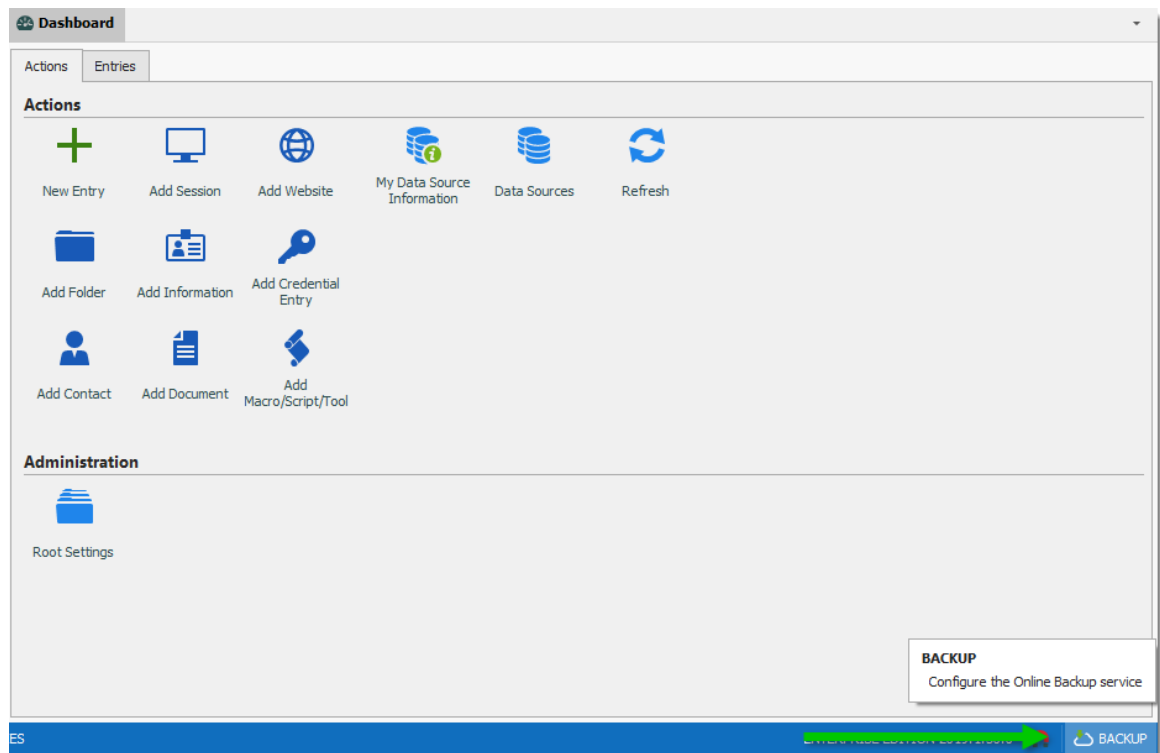 Dashboard
Actions
Entries
Actions
New Entry
Add Session
Add Website
My Data Source
Information
Data Sources
Refresh
Add Folder
Add Information
Add Credential
Entry
Add Contact
Add Document
Add
Macro/Script/Tool
Administration
Root Settings
BACKUP
Configure the Online Backup service
ES
BACKUP